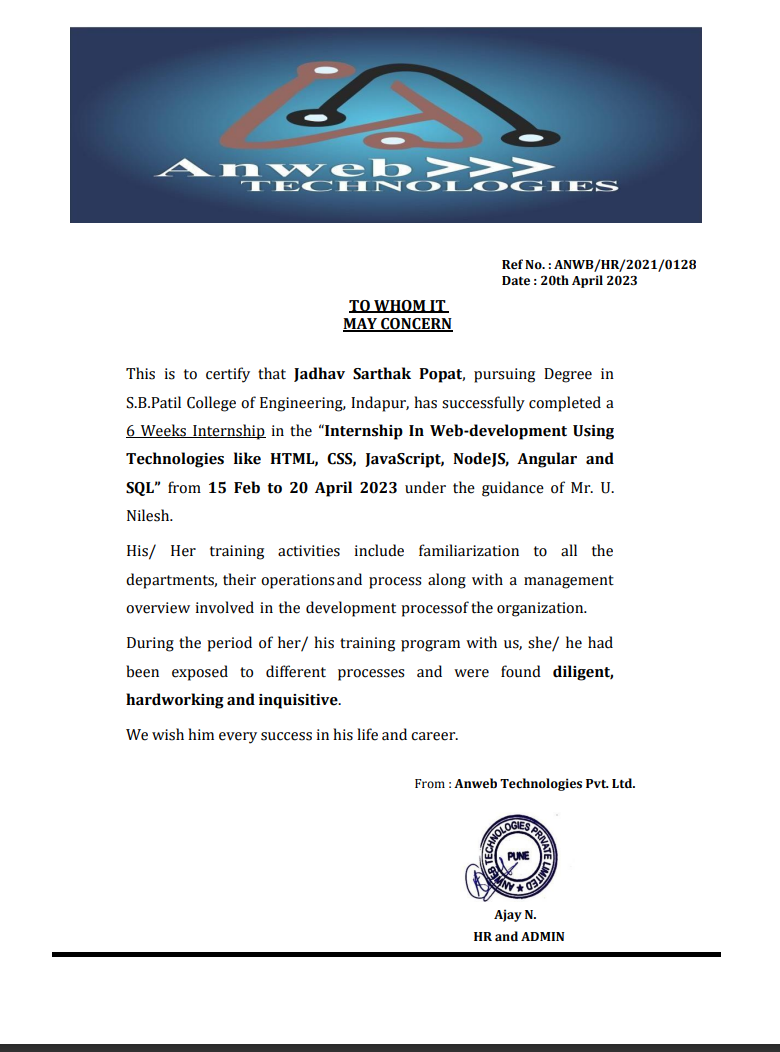 Anweb >>>
TECHNOLOGIES
Ref No. : ANWB/HR/2021/0128
Date : 20th April 2023
TO WHOM IT
MAY CONCERN
This is to certify that Jadhav Sarthak Popat, pursuing Degree in
S.B.Patil College of Engineering, Indapur, has successfully completed a
6 Weeks Internship in the “Internship In Web-development Using
Technologies like HTML, CSS, JavaScript, NodeJS, Angular and
SQL” from 15 Feb to 20 April 2023 under the guidance of Mr. U.
Nilesh.
His/ Her training activities include familiarization to all the
departments, their operationsand process along with a management
overview involved in the development processof the organization.
During the period of her/ his training program with us, she/ he had
been exposed to different processes and were found diligent,
hardworking and inquisitive.
We wish him every success in his life and career.
From : Anweb Technologies Pvt. Ltd.
ANWEB TECHNOLOGIES PRIVATE LIMITED ★
PUNE
Ajay N.
HR and ADMIN